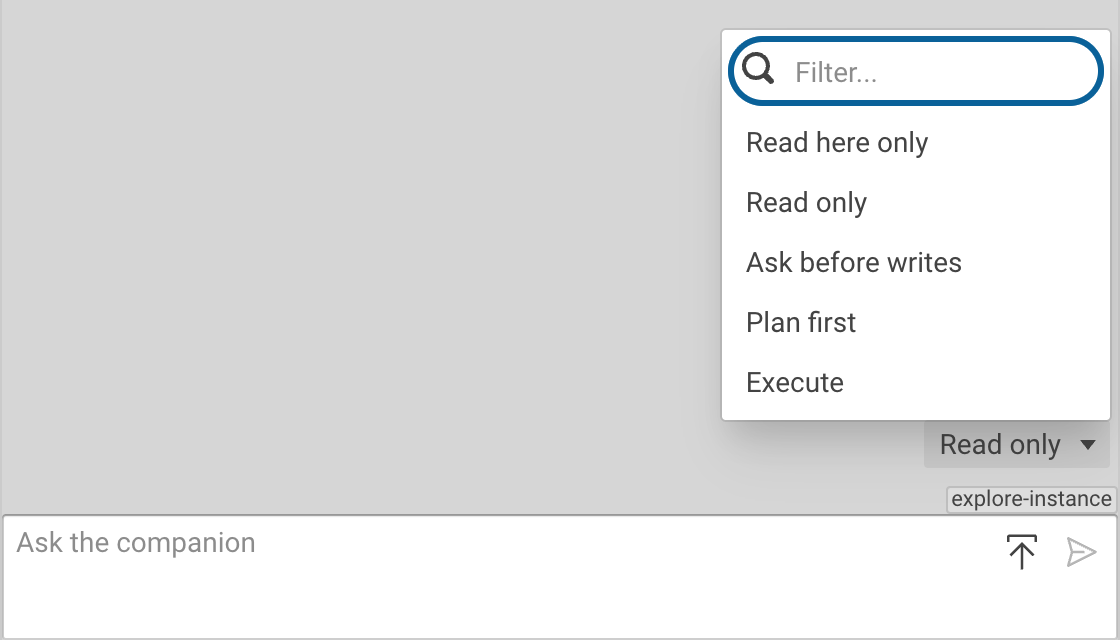 Filter...
Read here only
Read only
Ask before writes
Plan first
Execute
Read only
explore-instance
Ask the companion